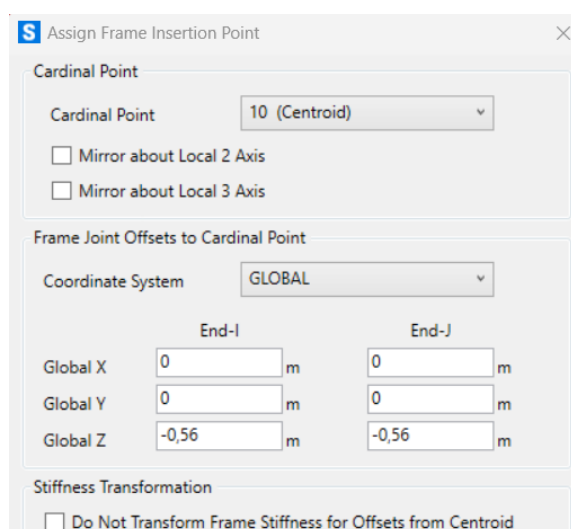 S Assign Frame Insertion Point
Cardinal Point
Cardinal Point 10 (Centroid)
Mirror about Local 2 Axis
Mirror about Local 3 Axis
Frame Joint Offsets to Cardinal Point
Coordinate System GLOBAL
End-I End-J
Global X 0 m 0 m
Global Y 0 m 0 m
Global Z -0,56 m -0,56 m
Stiffness Transformation
Do Not Transform Frame Stiffness for Offsets from Centroid